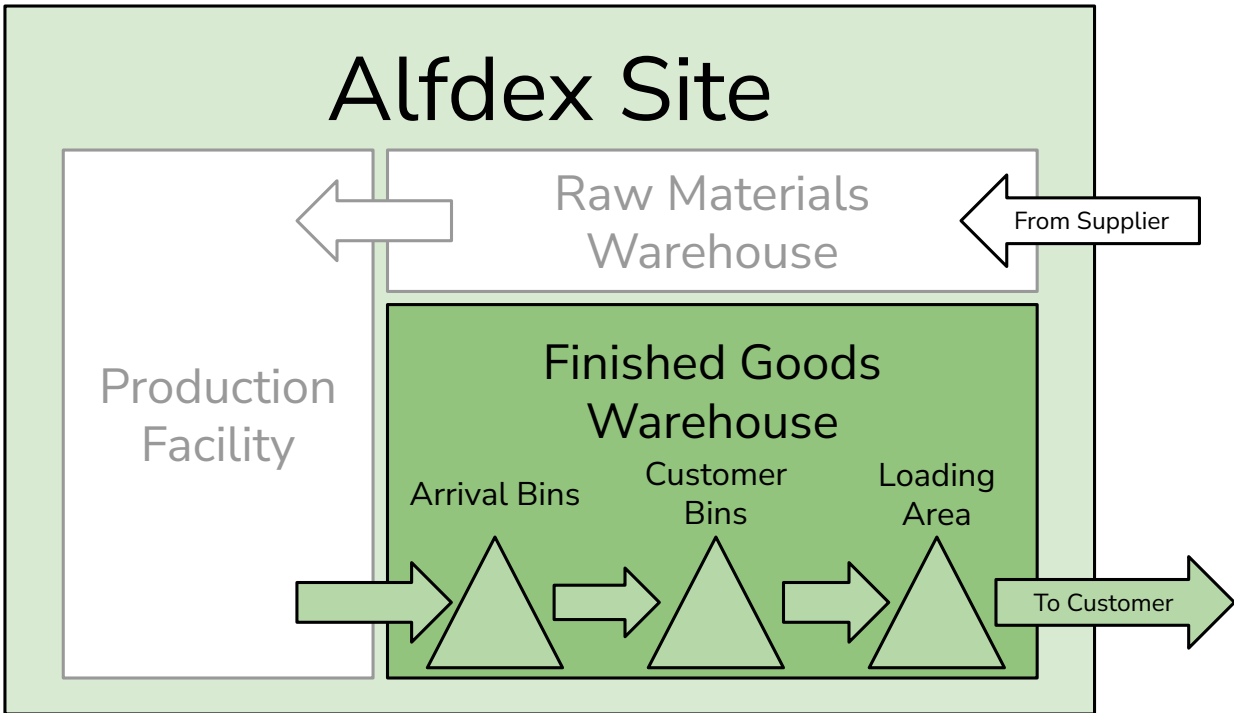 Alfdex Site
Raw Materials
Warehouse
From Supplier
Production
Facility
Finished Goods
Warehouse
Arrival Bins
Customer
Bins
Loading
Area
To Customer